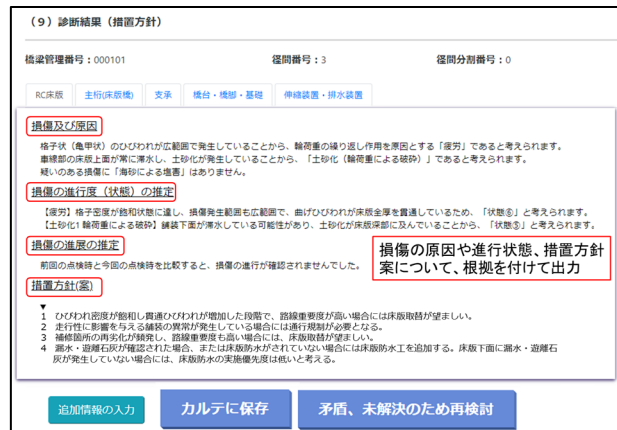 (9)診断結果(措置方針)
橋梁管理番号:000101 径間番号:3 径間分割番号:0
RC床版 主桁(床版橋) 支承 橋台・橋脚・基礎 伸縮装置・排水装置
損傷及び原因
格子状(亀甲状)のひびわれが広範囲で発生していることから、輪荷重の繰り返し作用を原因とする「疲労」であると考えられます。
車線部の床版上面が常に滞水し、土砂化が発生していることから、「土砂化(輪荷重による破砕)」であると考えられます。
疑いのある損傷に「海砂による塩害」はありません。
損傷の進行度(状態)の推定
【疲労】格子密度が飽和状態に達し、損傷発生範囲も広範囲で、曲げひびわれが床版全厚を貫通しているため、「状態⑥」と考えられます。
【土砂化1 輪荷重による破砕】舗装下面が滞水している可能性があり、土砂化が床版深部に及んでいることから、「状態⑤」と考えられます。
損傷の進展の推定
前回の点検時と今回の点検時を比較すると、損傷の進行が確認されませんでした。
損傷の原因や進行状態、措置方針
案について、根拠を付けて出力
措置方針(案)
▼
1 ひびわれ密度が飽和し貫通ひびわれが増加した段階で、路線重要度が高い場合には床版取替が望ましい。
2 走行性に影響を与える舗装の異常が発生している場合には通行規制が必要となる。
3 補修箇所の再劣化が頻発し、路線重要度も高い場合には、床版取替が望ましい。
4 漏水・遊離石灰が確認された場合、または床版防水がされていない場合には床版防水工を追加する。床版下面に漏水・遊離石
灰が発生していない場合には、床版防水の実施優先度は低いと考える。
追加情報の入力 カルテに保存 矛盾、未解決のため再検討